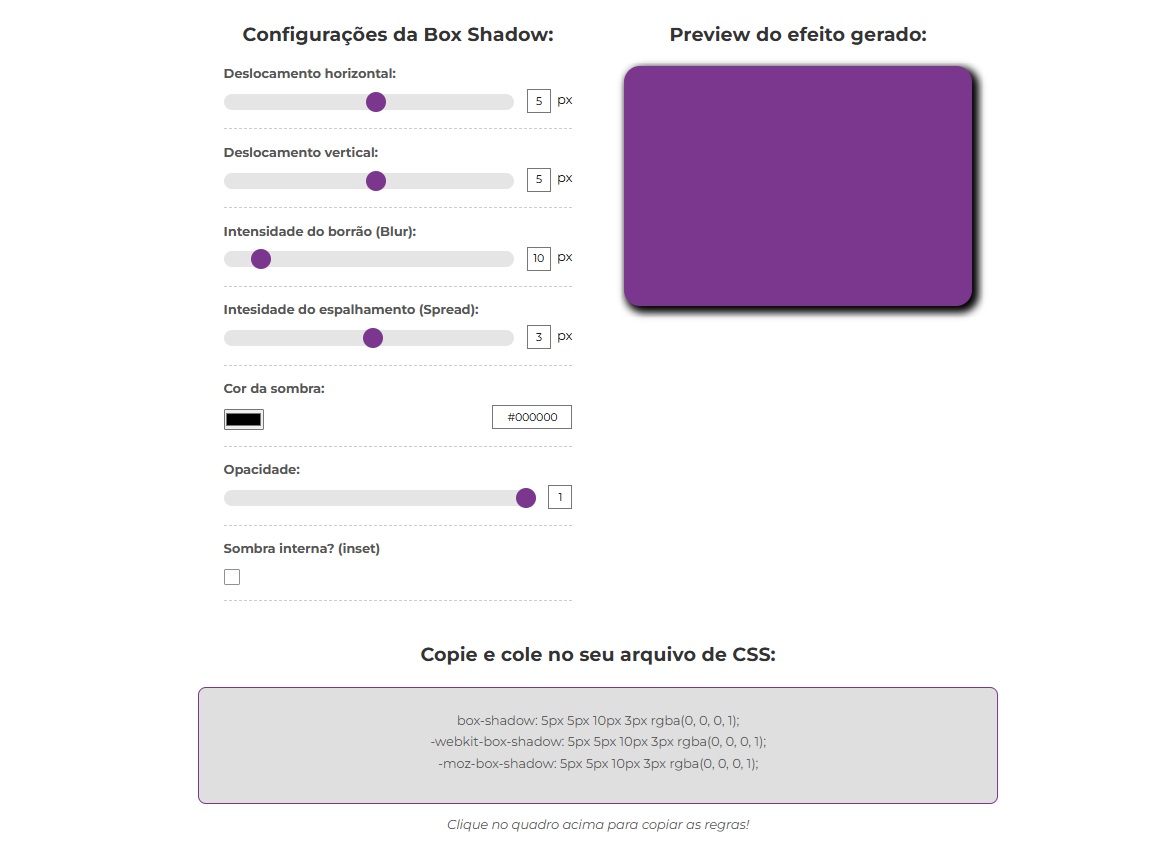 Configurações da Box Shadow:
Deslocamento horizontal:
5 px
Deslocamento vertical:
5 px
Intensidade do borrão (Blur):
10 px
Intesidade do espalhamento (Spread):
3 px
Cor da sombra:
#000000
Opacidade:
1
Sombra interna? (inset)
Preview do efeito gerado:
Copie e cole no seu arquivo de CSS:
box-shadow: 5px 5px 10px 3px rgba(0, 0, 0, 1);
-webkit-box-shadow: 5px 5px 10px 3px rgba(0, 0, 0, 1);
-moz-box-shadow: 5px 5px 10px 3px rgba(0, 0, 0, 1);
Clique no quadro acima para copiar as regras!